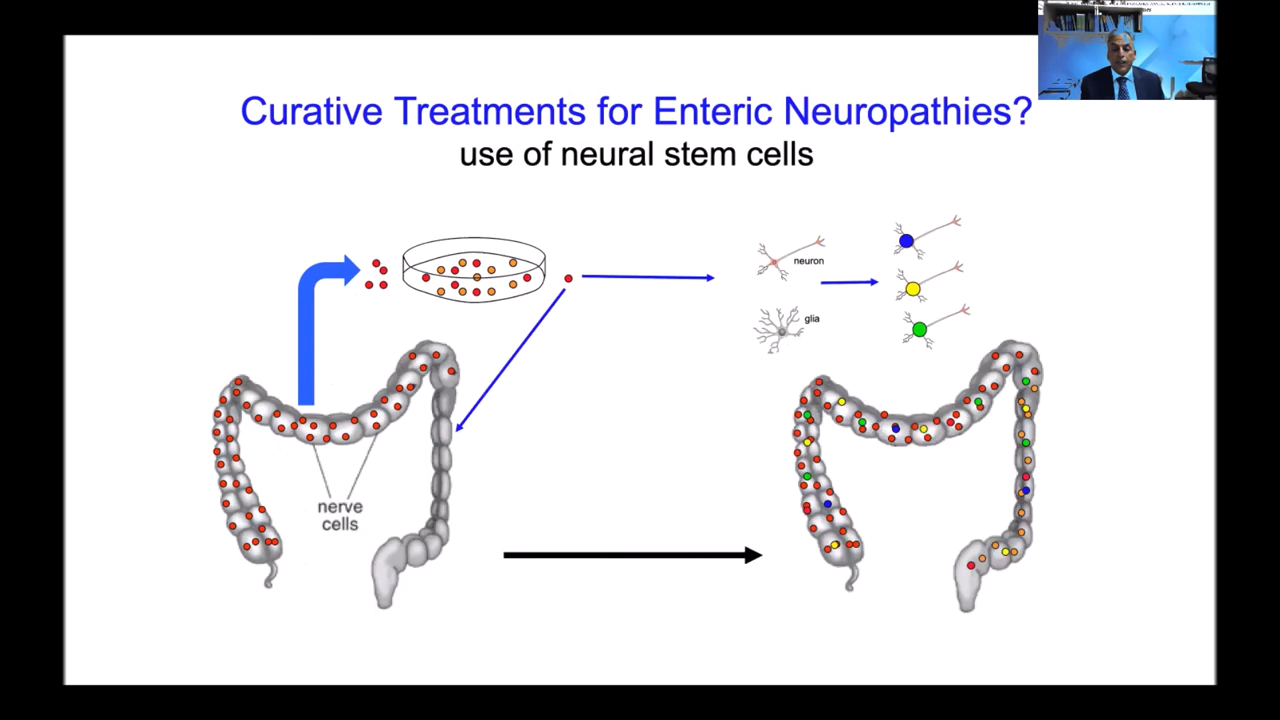 Curative Treatments for Enteric Neuropathies?
use of neural stem cells
neuron
glia
nerve
cells